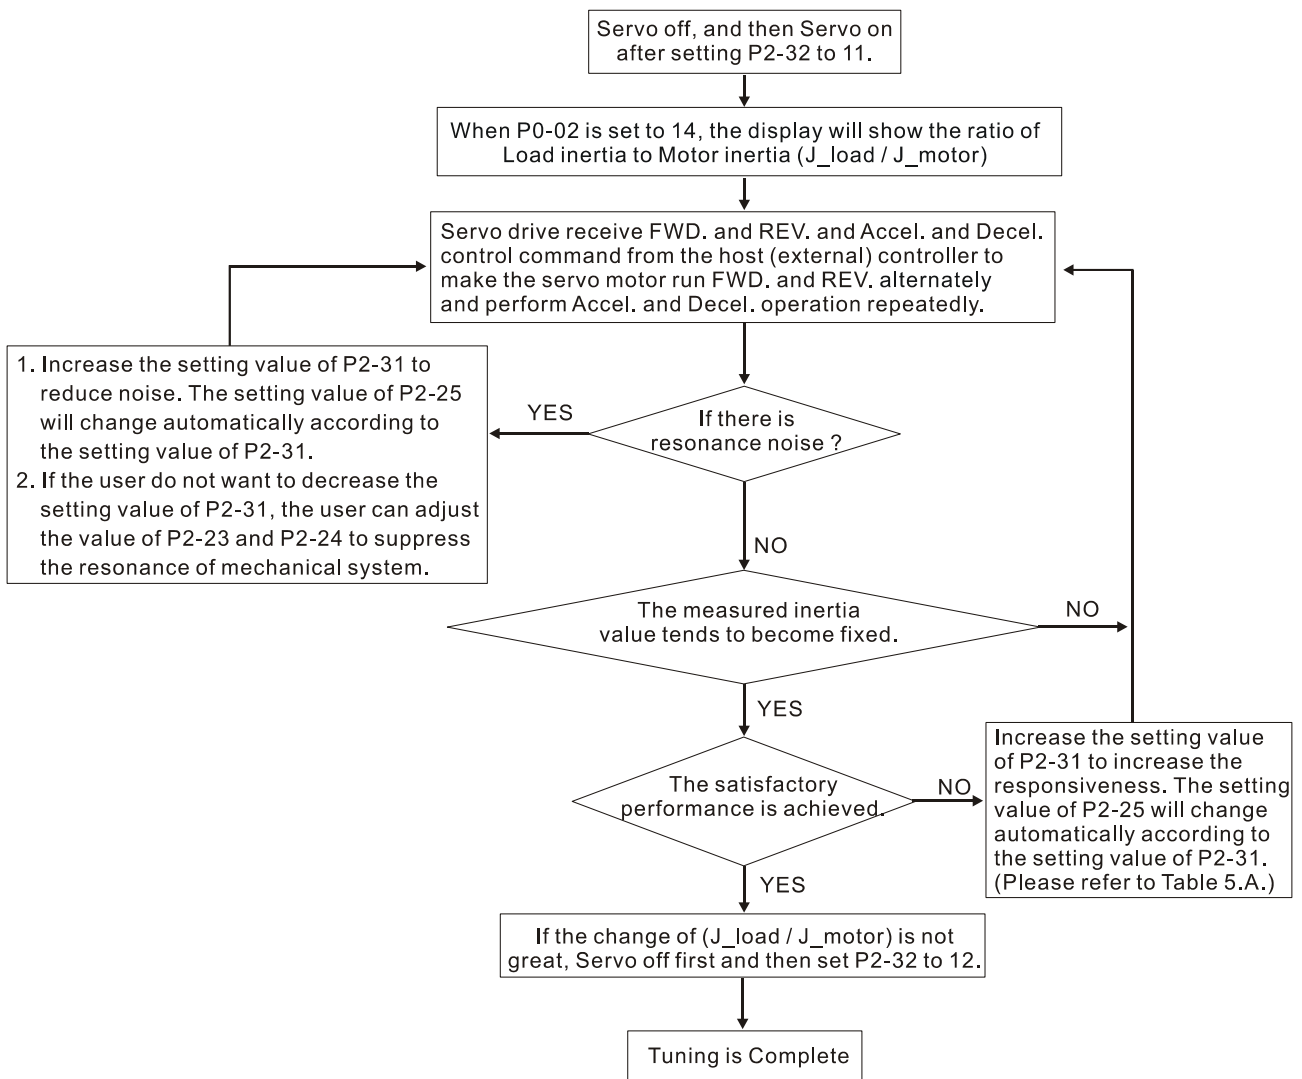 Servo off, and then Servo on
after setting P2-32 to 11.
When P0-02 is set to 14, the display will show the ratio of
Load inertia to Motor inertia (J_load / J_motor)
Servo drive receive FWD. and REV. and Accel. and Decel.
control command from the host (external) controller to
make the servo motor run FWD. and REV. alternately
and perform Accel. and Decel. operation repeatedly.
1. Increase the setting value of P2-31 to
reduce noise. The setting value of P2-25
will change automatically according to
the setting value of P2-31.
2. If the user do not want to decrease the
setting value of P2-31, the user can adjust
the value of P2-23 and P2-24 to suppress
the resonance of mechanical system.
YES
If there is
resonance noise ?
NO
The measured inertia
value tends to become fixed.
NO
YES
The satisfactory
performance is achieved.
NO
Increase the setting value
of P2-31 to increase the
responsiveness. The setting
value of P2-25 will change
automatically according to
the setting value of P2-31.
(Please refer to Table 5.A.)
YES
If the change of (J_load / J_motor) is not
great, Servo off first and then set P2-32 to 12.
Tuning is Complete